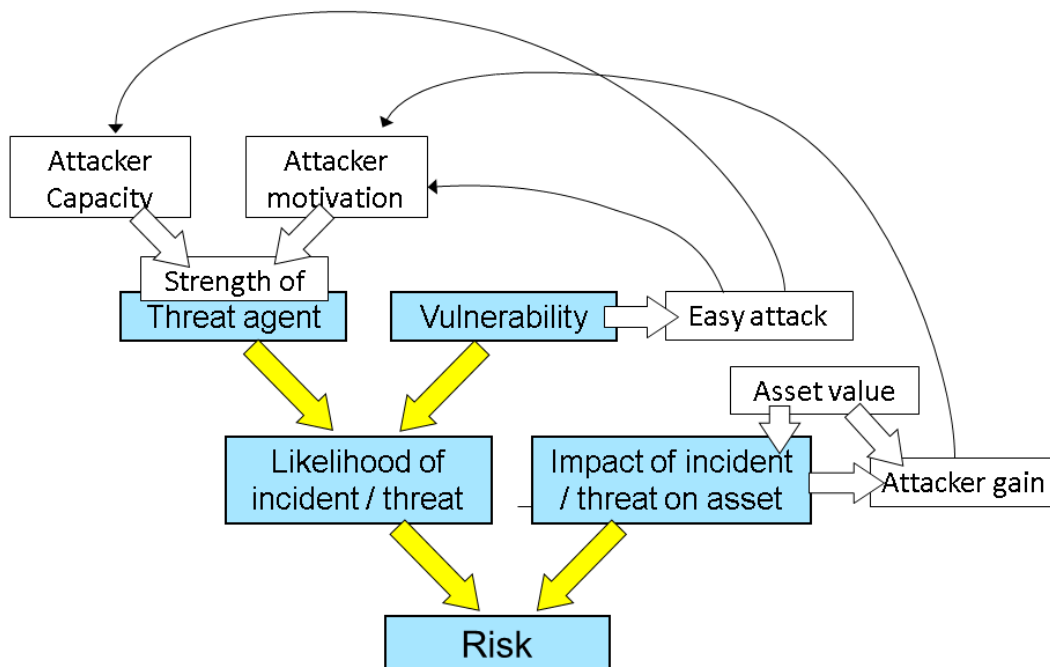 Attacker
Capacity
Attacker
motivation
Strength of
Threat agent
Vulnerability
Easy attack
Asset value
Likelihood of
incident / threat
Impact of incident
/ threat on asset
Attacker gain
Risk